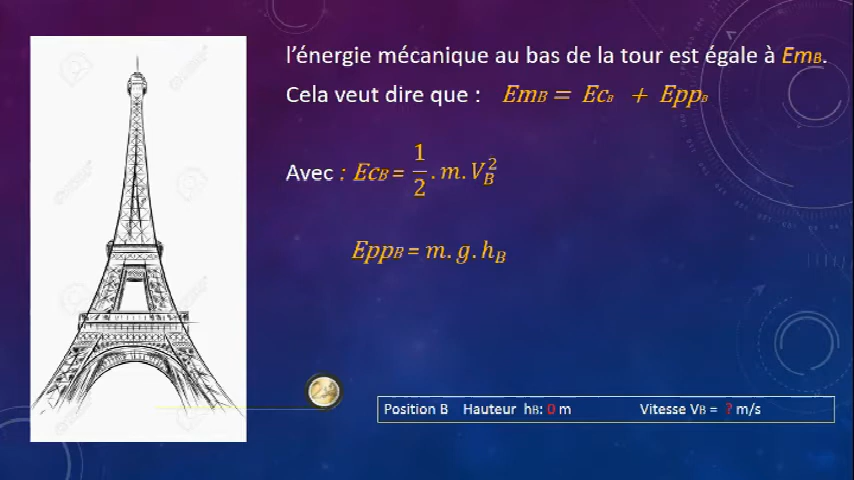 l'énergie mécanique au bas de la tour est égale à EmB.
Cela veut dire que : EmB = EcB + EppB
Avec : EcB = 1/2 . m. V_B^2
EppB = m. g. h_B
Position B Hauteur hB: 0 m Vitesse VB = ? m/s